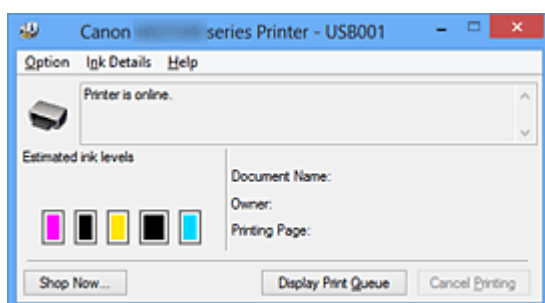 Canon series Printer - USB001
Option Ink Details Help
Printer is online.
Estimated ink levels
Document Name:
Owner:
Printing Page:
Shop Now... Display Print Queue Cancel Printing